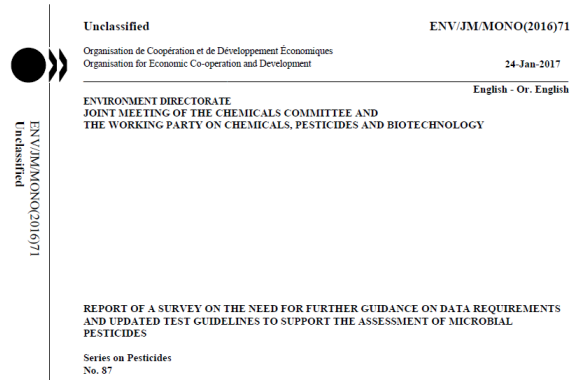 Unclassified ENV/JM/MONO(2016)71
Organisation de Coopération et de Développement Économiques
Organisation for Economic Co-operation and Development 24-Jan-2017
English - Or. English
ENVIRONMENT DIRECTORATE
JOINT MEETING OF THE CHEMICALS COMMITTEE AND
THE WORKING PARTY ON CHEMICALS, PESTICIDES AND BIOTECHNOLOGY
ENV/JM/MONO(2016)71
Unclassified
REPORT OF A SURVEY ON THE NEED FOR FURTHER GUIDANCE ON DATA REQUIREMENTS
AND UPDATED TEST GUIDELINES TO SUPPORT THE ASSESSMENT OF MICROBIAL
PESTICIDES
Series on Pesticides
No. 87